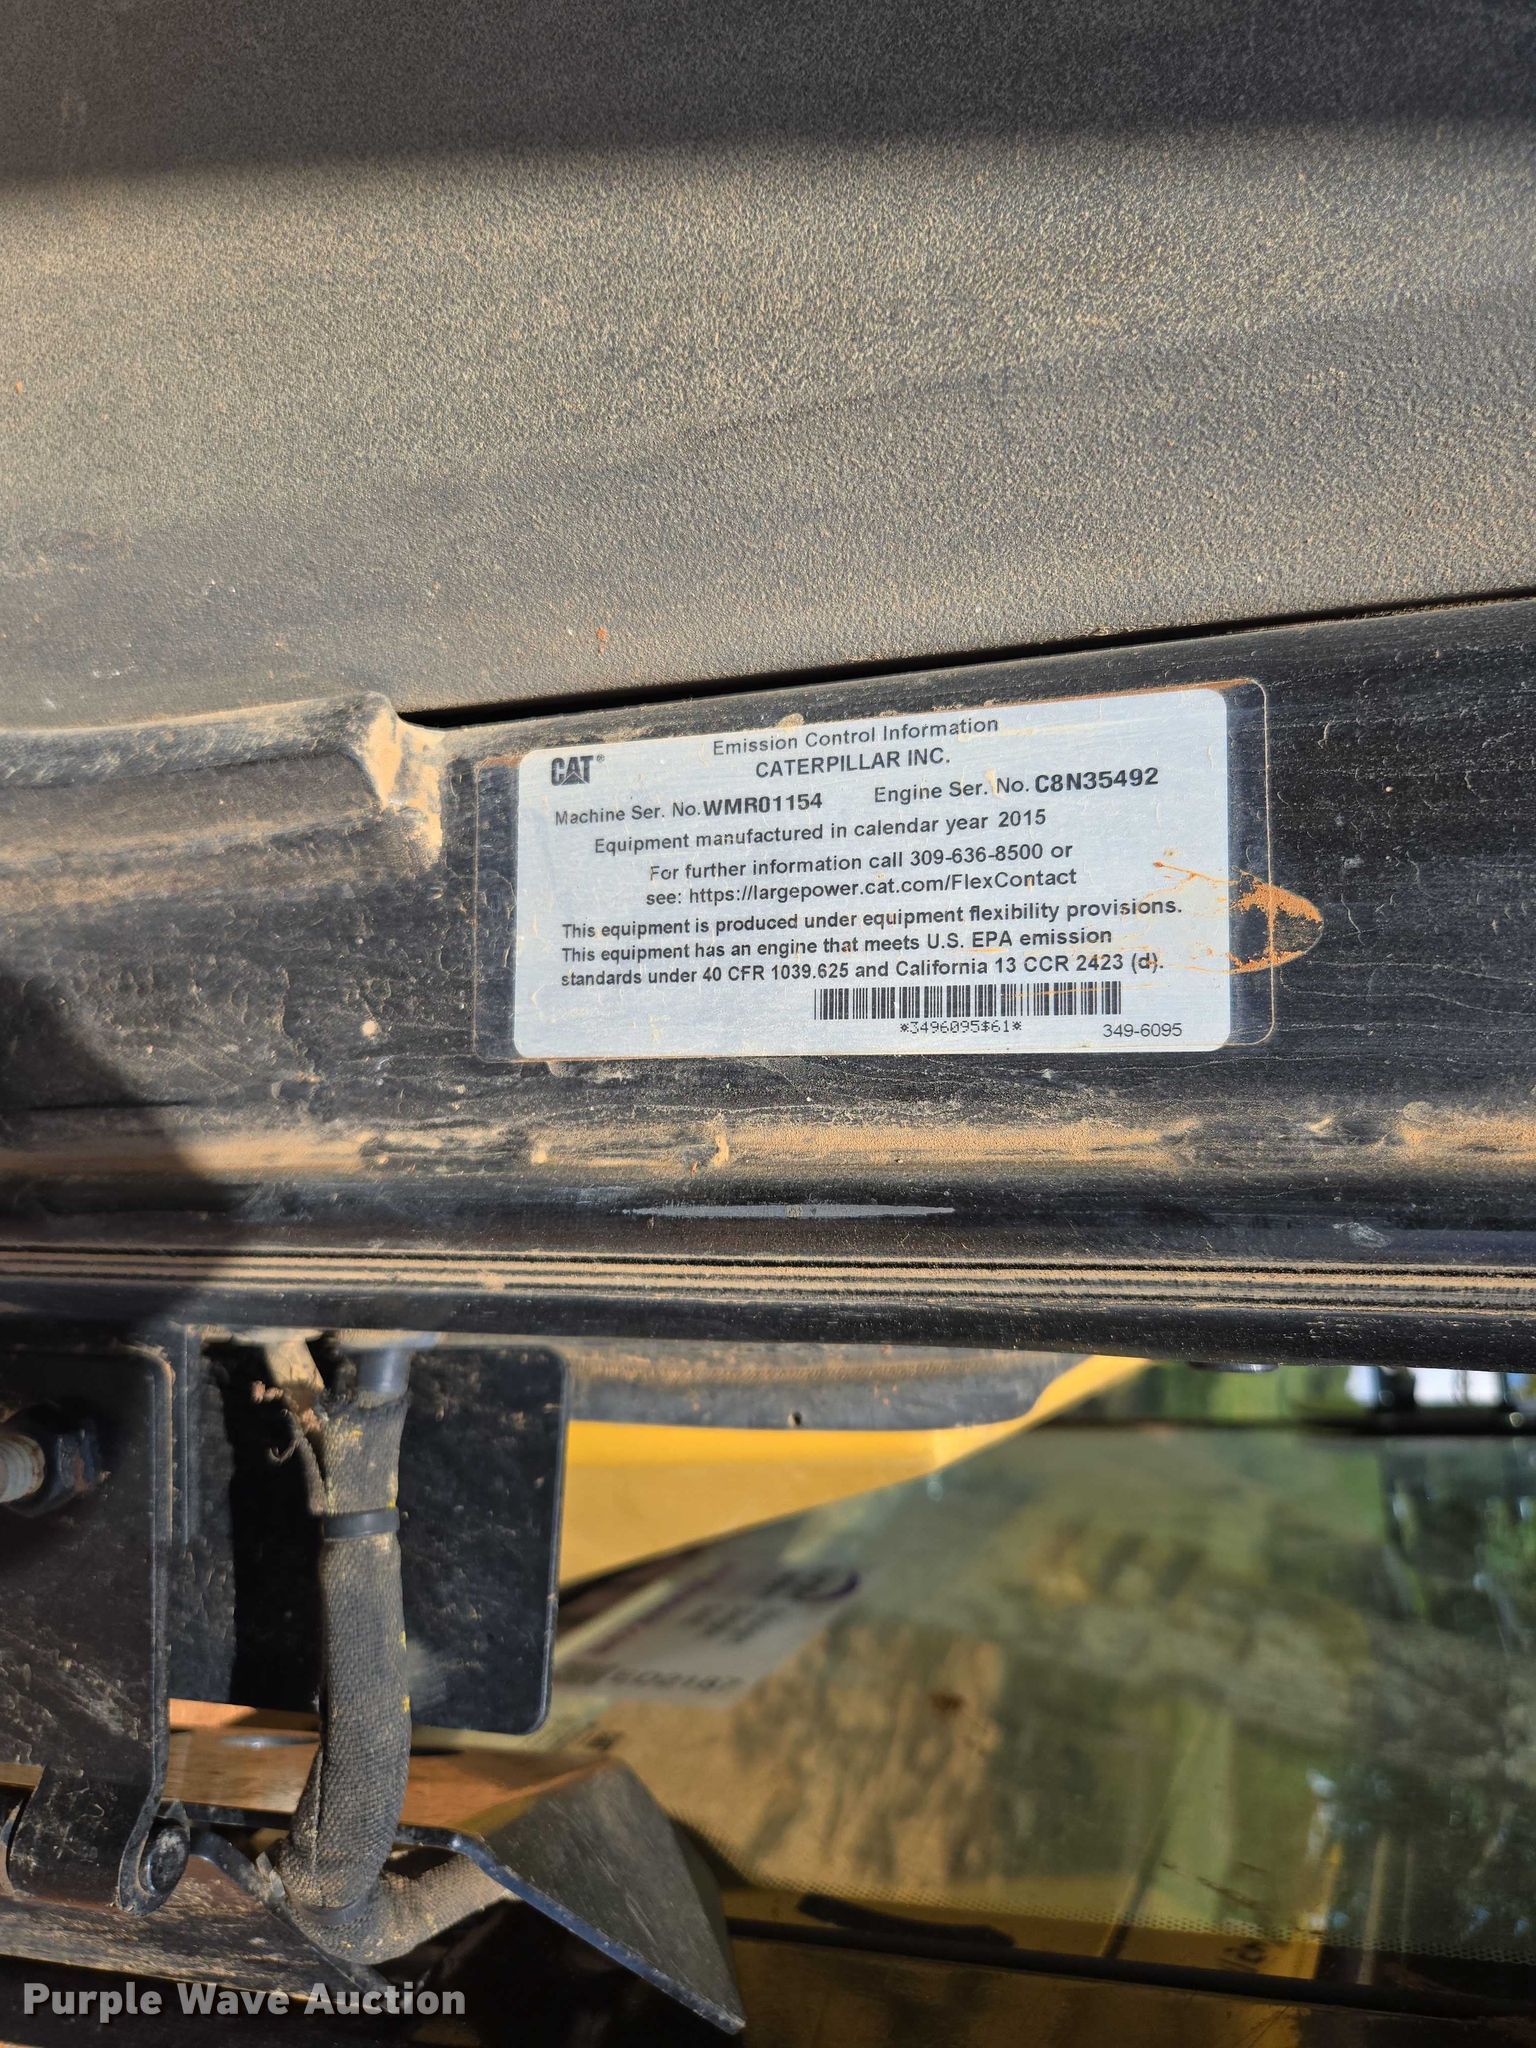 Emission Control Information
CAT®
CATERPILLAR INC.
Machine Ser. No. WMR01154 Engine Ser. No. C8N35492
Equipment manufactured in calendar year 2015
For further information call 309-636-8500 or
see: https://largepower.cat.com/FlexContact
This equipment is produced under equipment flexibility provisions.
This equipment has an engine that meets U.S. EPA emission
standards under 40 CFR 1039.625 and California 13 CCR 2423 (d).
*3496095$61* 349-6095
Purple Wave Auction